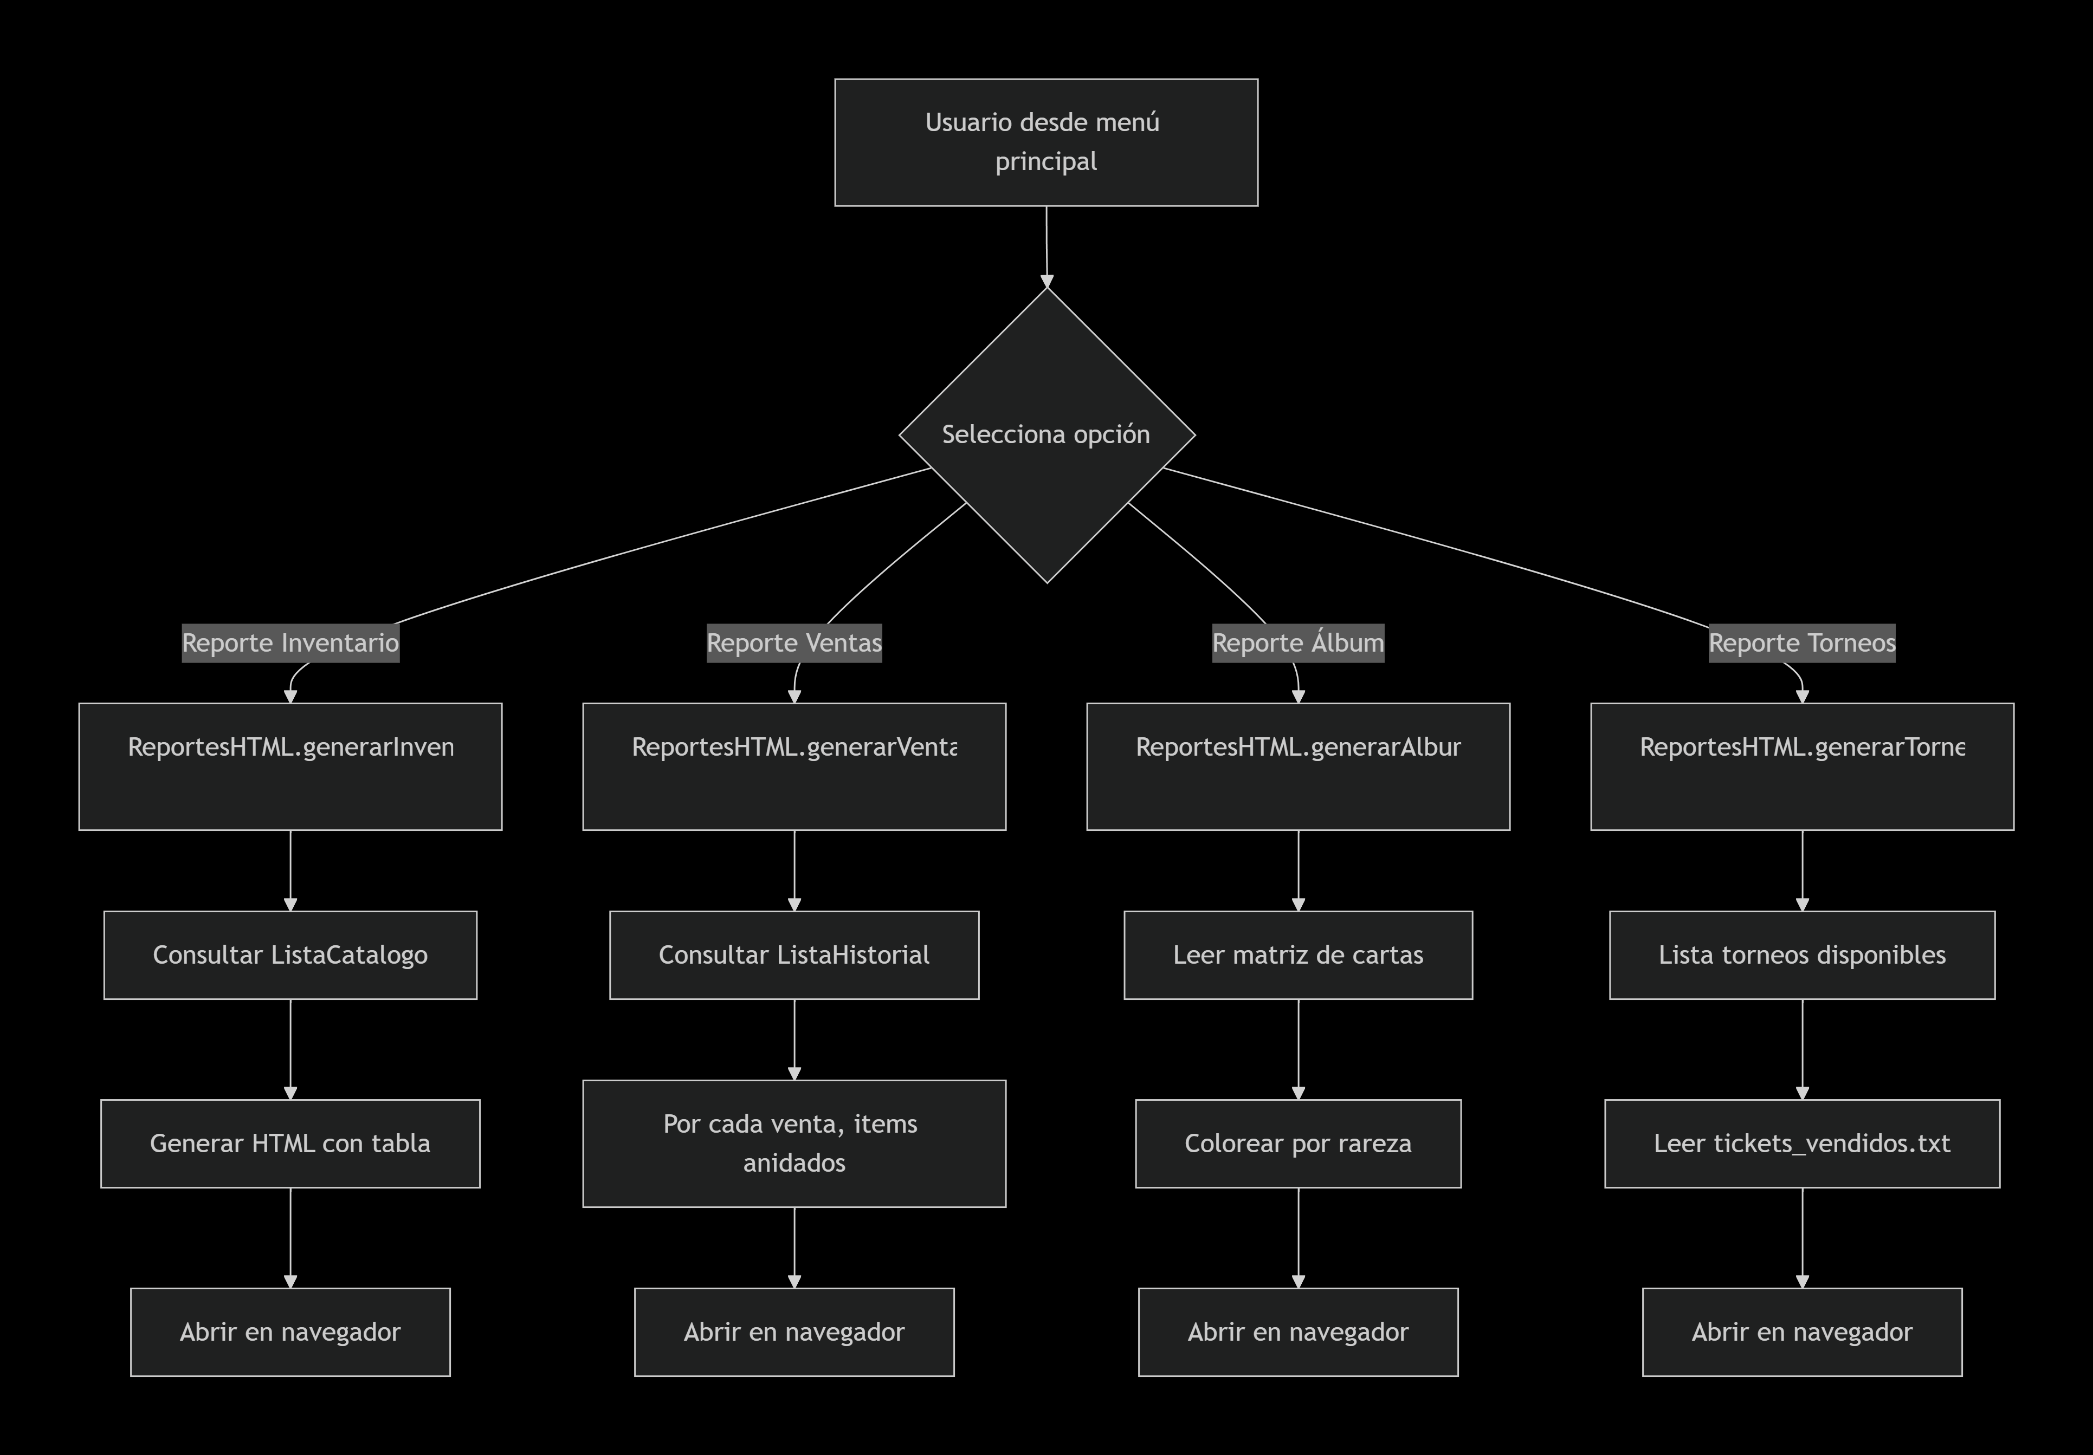 Usuario desde menú
principal
Selecciona opción
Reporte Inventario
Reporte Ventas
Reporte Álbum
Reporte Torneos
ReportesHTML.generarInven
ReportesHTML.generarVenta
ReportesHTML.generarAlbur
ReportesHTML.generarTorne
Consultar ListaCatalogo
Consultar ListaHistorial
Leer matriz de cartas
Lista torneos disponibles
Generar HTML con tabla
Por cada venta, items
anidados
Colorear por rareza
Leer tickets_vendidos.txt
Abrir en navegador
Abrir en navegador
Abrir en navegador
Abrir en navegador